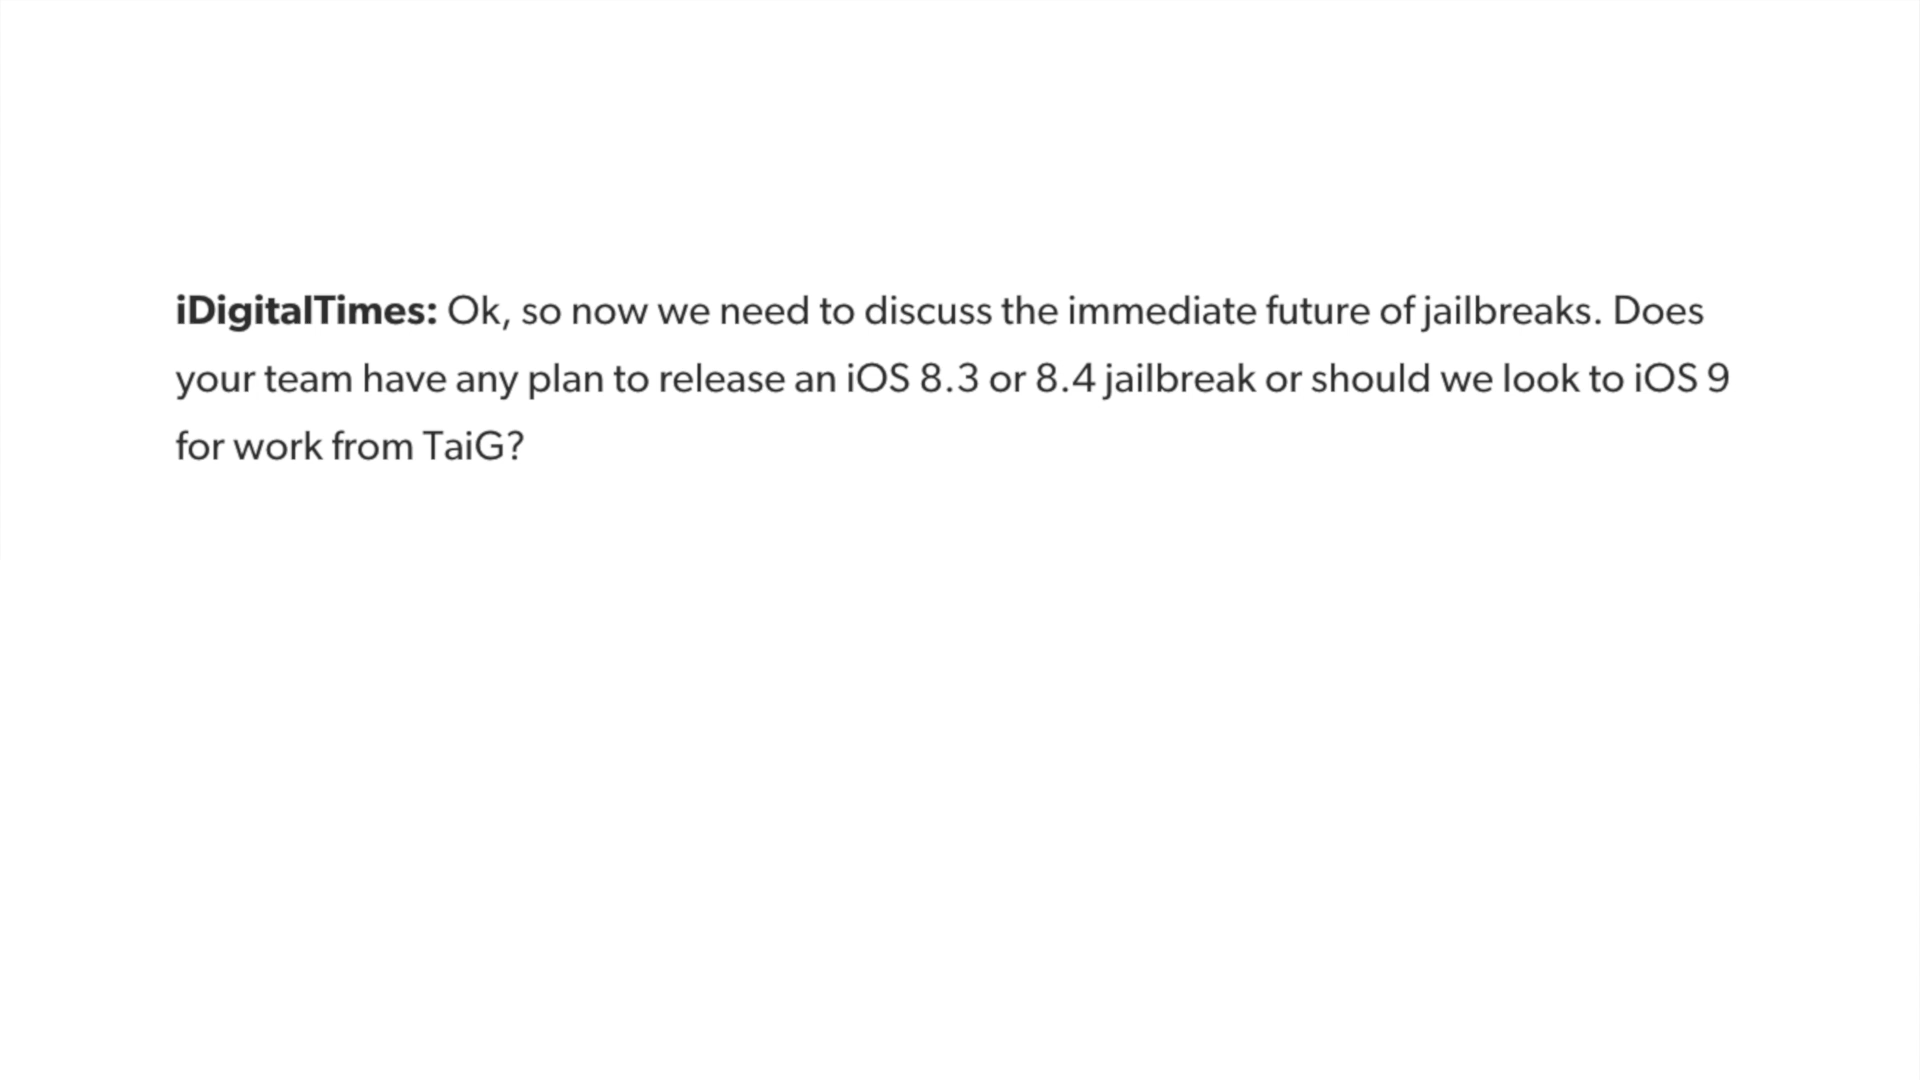 iDigitalTimes: Ok, so now we need to discuss the immediate future of jailbreaks. Does
your team have any plan to release an iOS 8.3 or 8.4 jailbreak or should we look to iOS 9
for work from TaiG?